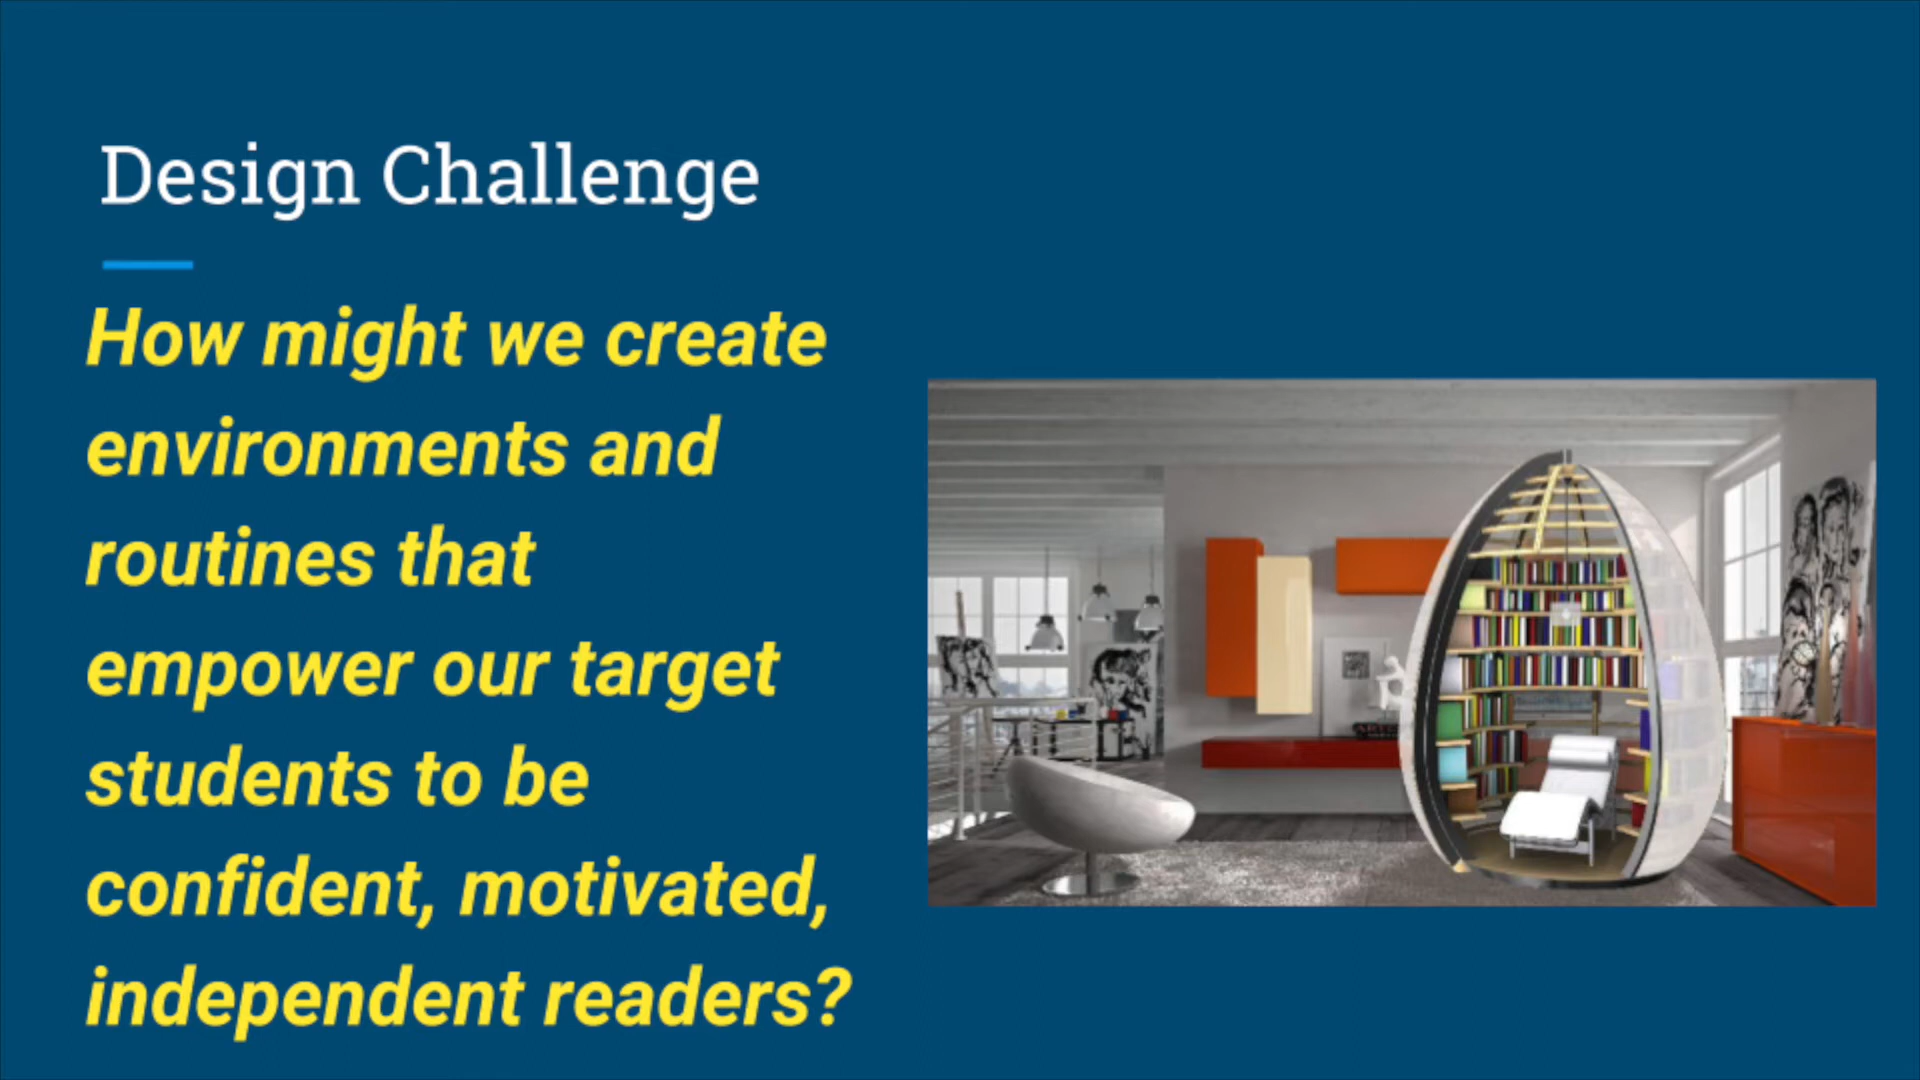 Design Challenge
How might we create
environments and
routines that
empower our target
students to be
confident, motivated,
independent readers?